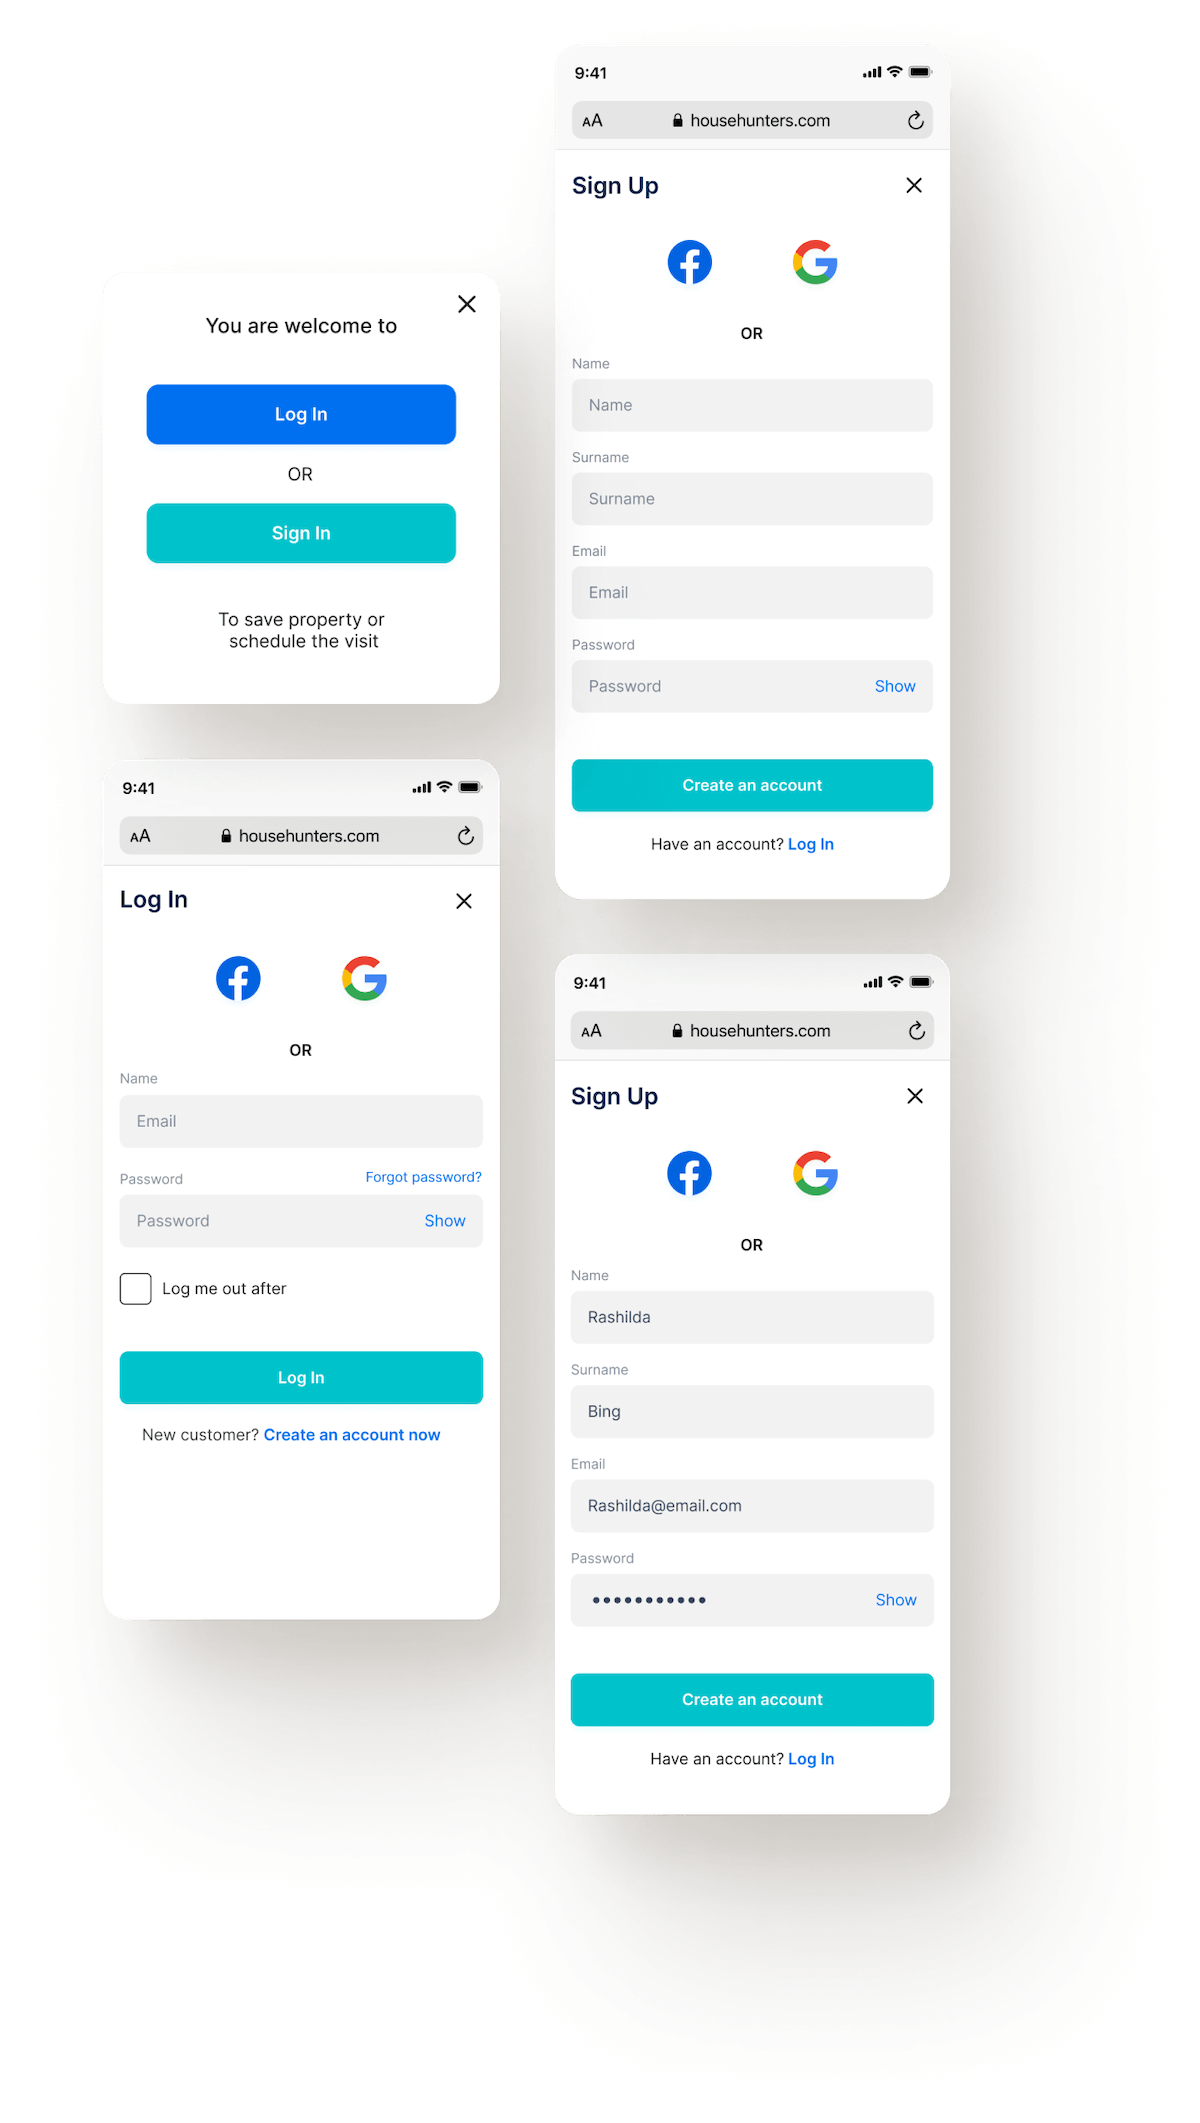 You are welcome to
Log In
OR
Sign In
To save property or
schedule the visit
9:41
AA househunters.com
Log In
OR
Name
Email
Password Forgot password?
Password Show
Log me out after
Log In
New customer? Create an account now
9:41
AA househunters.com
Sign Up
OR
Name
Name
Surname
Surname
Email
Email
Password
Password Show
Create an account
Have an account? Log In
9:41
AA househunters.com
Sign Up
OR
Name
Rashilda
Surname
Bing
Email
Rashilda@email.com
Password
••••••••••• Show
Create an account
Have an account? Log In